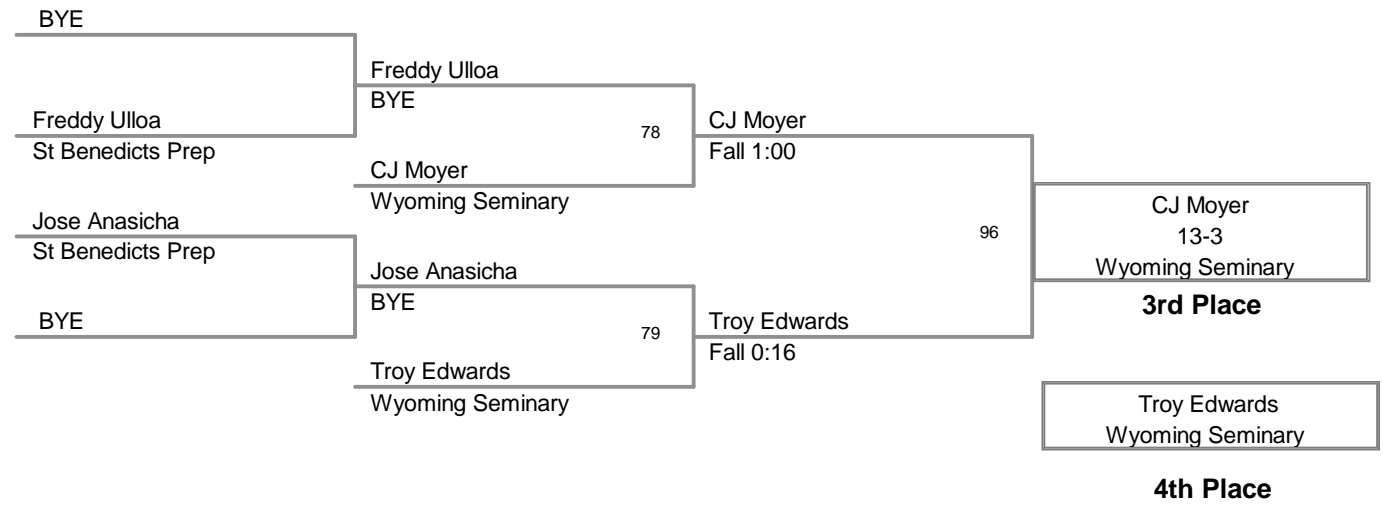 BYE
Freddy Ulloa
St Benedicts Prep
Jose Anasicha
St Benedicts Prep
BYE
Freddy Ulloa
BYE
78
CJ Moyer
Wyoming Seminary
Jose Anasicha
BYE
79
Troy Edwards
Wyoming Seminary
CJ Moyer
Fall 1:00
96
Troy Edwards
Fall 0:16
CJ Moyer
13-3
Wyoming Seminary
3rd Place
Troy Edwards
Wyoming Seminary
4th Place